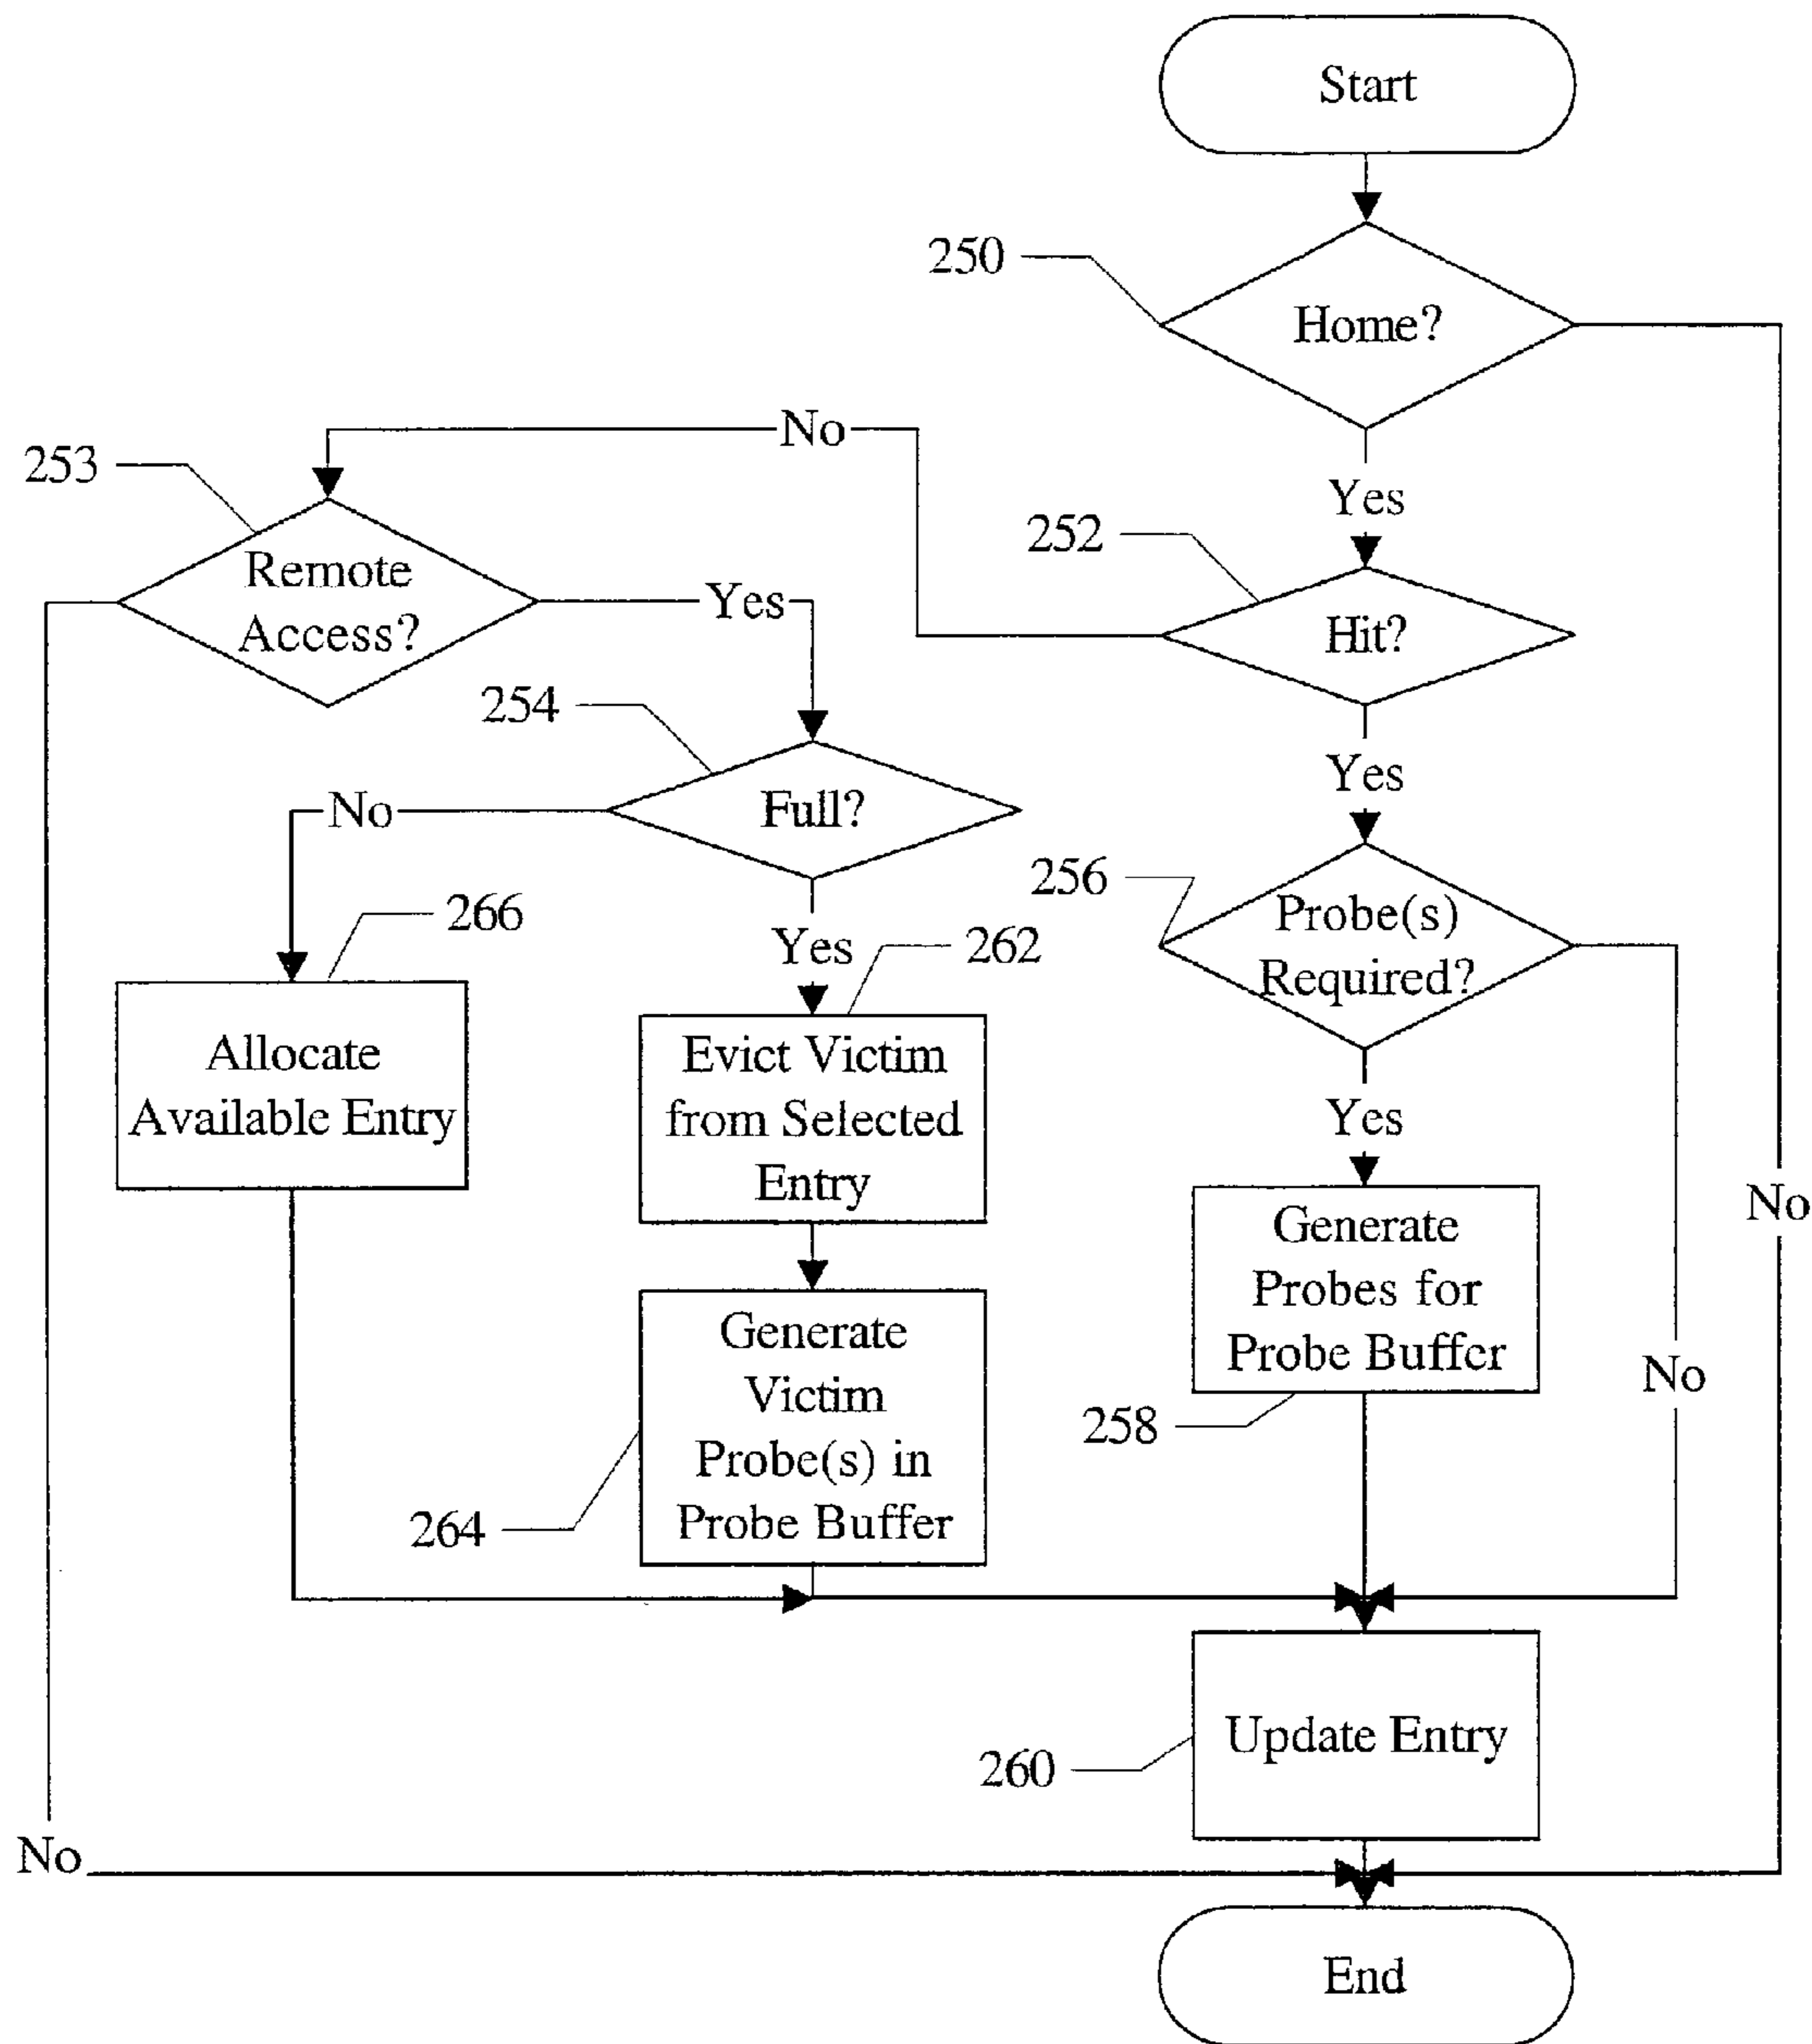 Start
250
Home?
No
253
Yes
252
Remote
Access?
Yes
Hit?
254
Yes
No
Full?
256
Probe(s)
Required?
266
Yes
262
Allocate
Available Entry
Evict Victim
from Selected
Entry
Yes
No
Generate
Probes for
Probe Buffer
Generate
Victim
Probe(s) in
Probe Buffer
No
258
264
Update Entry
260
No
End